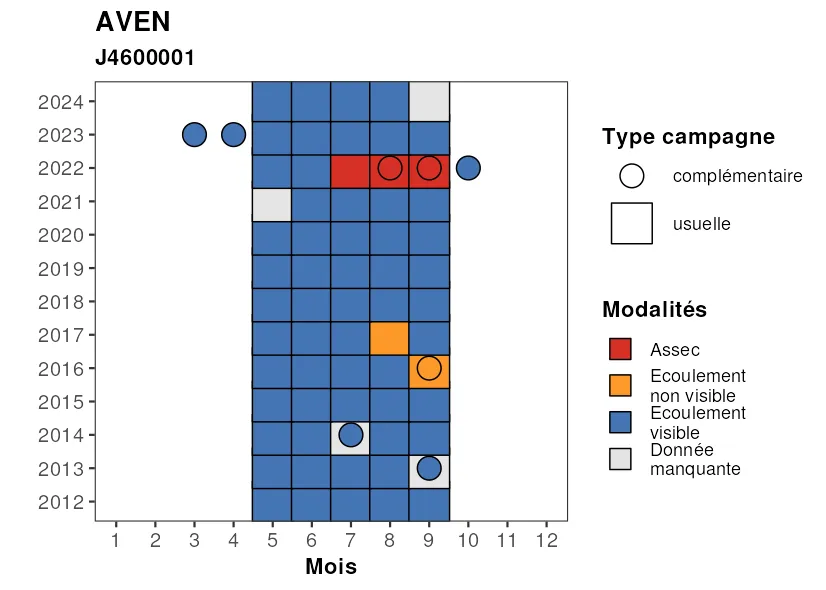 AVEN
J4600001
2024
2023
2022
2021
2020
2019
2018
2017
2016
2015
2014
2013
2012
1 2 3 4 5 6 7 8 9 10 11 12
Mois
Type campagne
complémentaire
usuelle
Modalités
Assec
Ecoulement
non visible
Ecoulement
visible
Donnée
manquante